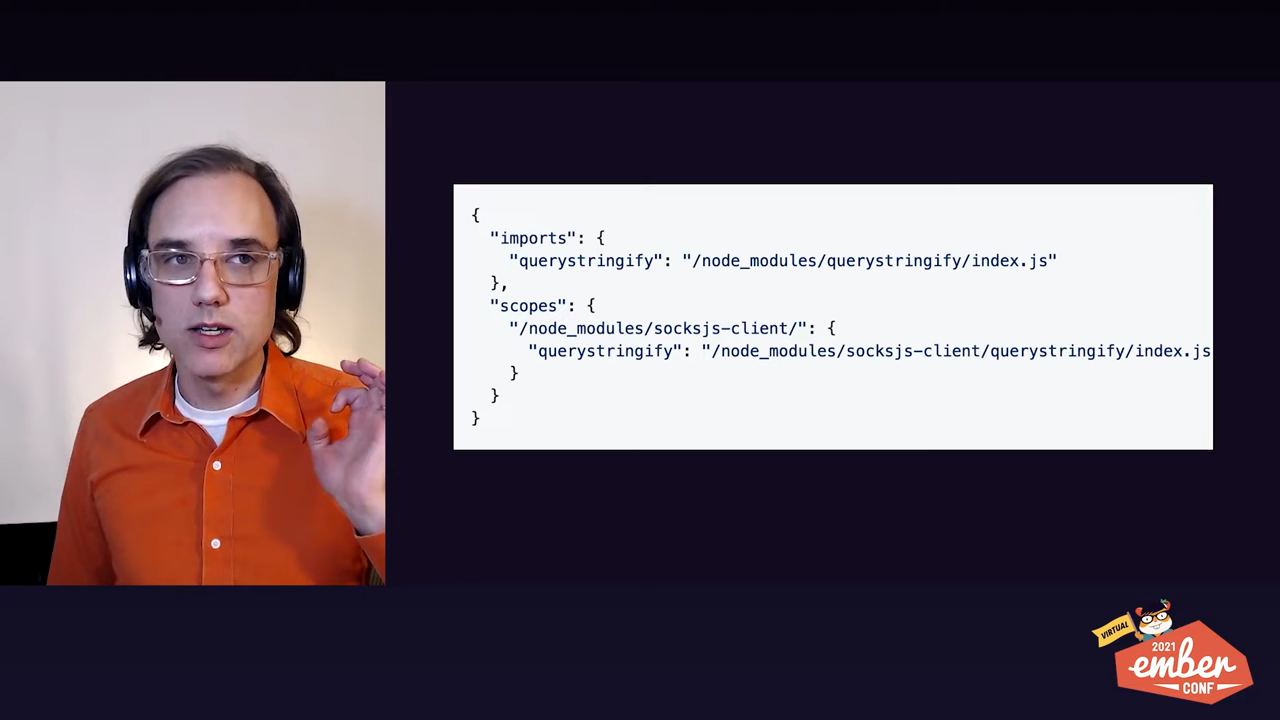 {
  "imports": {
    "querystringify": "/node_modules/querystringify/index.js"
  },
  "scopes": {
    "/node_modules/socksjs-client/": {
      "querystringify": "/node_modules/socksjs-client/querystringify/index.js
    }
  }
}
VIRTUAL
2021
ember
CONF